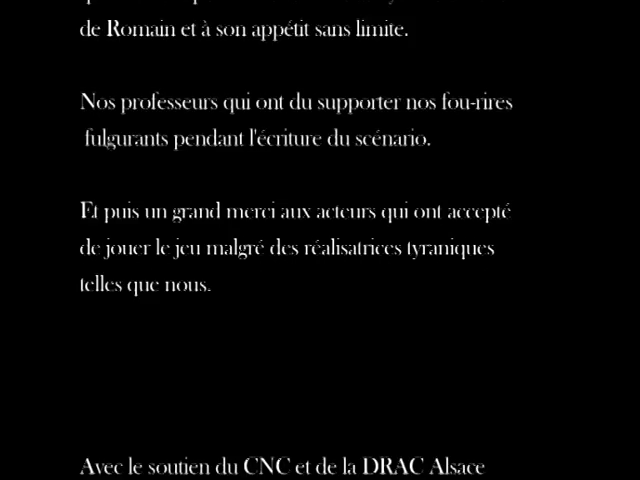 de Romain et à son appétit sans limite.
Nos professeurs qui ont du supporter nos fou-rires
fulgurants pendant l'écriture du scénario.
Et puis un grand merci aux acteurs qui ont accepté
de jouer le jeu malgré des réalisatrices tyraniques
telles que nous.
Avec le soutien du CNC et de la DRAC Alsace